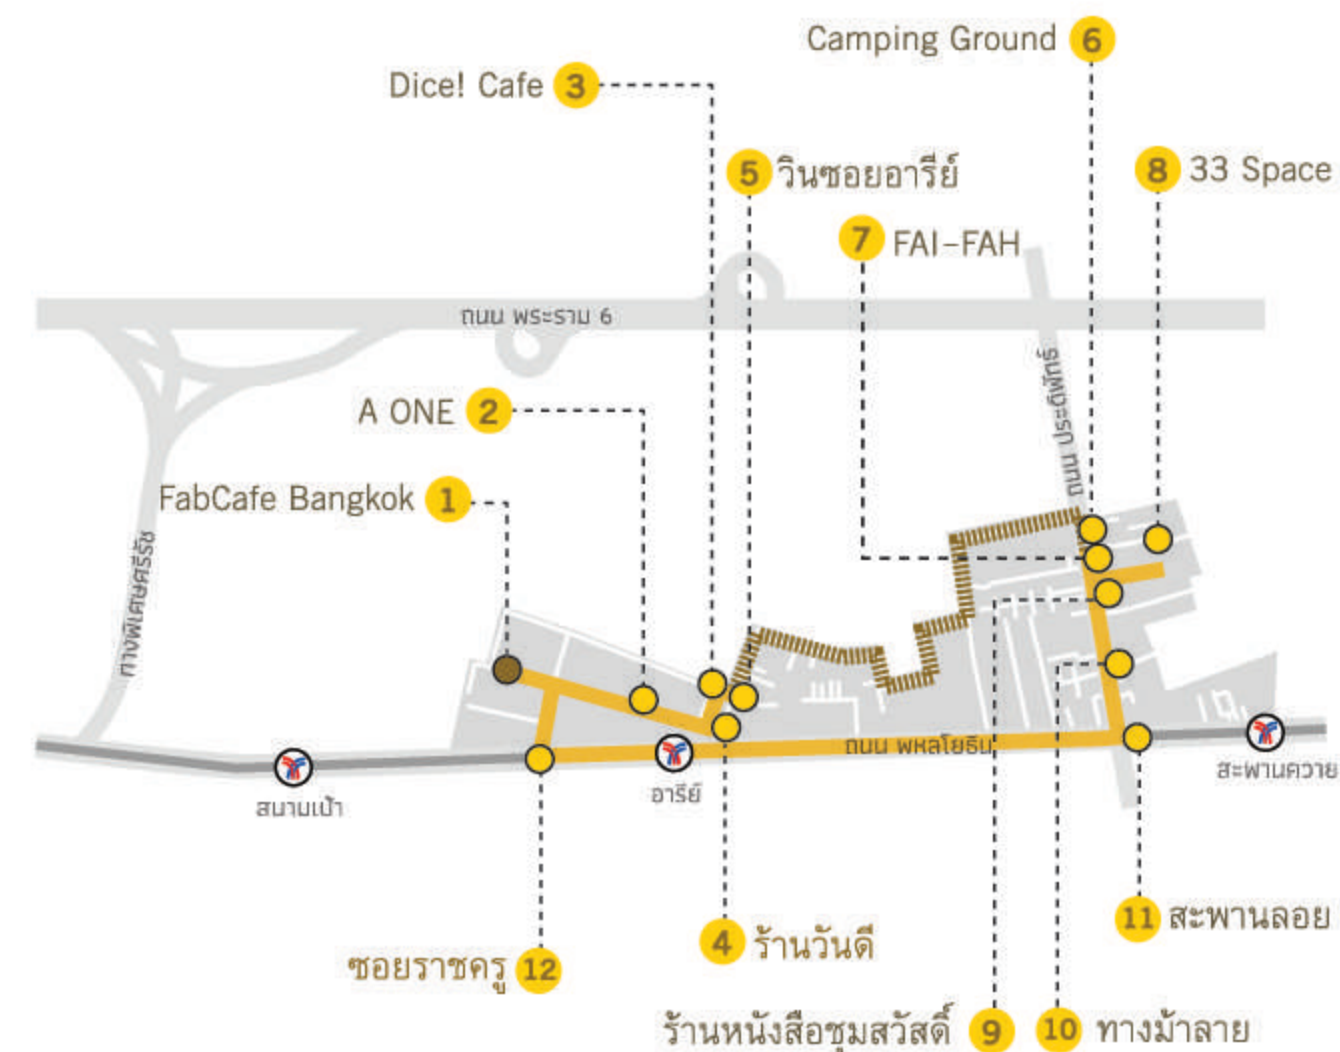 Camping Ground 6
Dice! Cafe 3
5 วินซอยอารีย์
8 33 Space
7 FAI-FAH
ถนน พระราม 6
ถนน ประดิพัทธ์
A ONE 2
FabCafe Bangkok 1
ทางพิเศษศรีรัช
ถนน พหลโยธิน
สนามเป้า
อารีย์
สะพานควาย
11 สะพานลอย
4 ร้านวันดี
ซอยราชครู 12
ร้านหนังสือชุมสวัสดิ์ 9
10 ทางม้าลาย